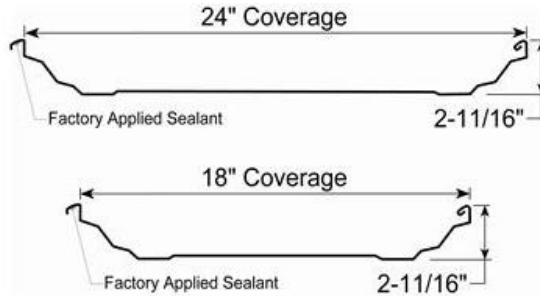 24" Coverage
Factory Applied Sealant
2-11/16"
18" Coverage
Factory Applied Sealant
2-11/16"